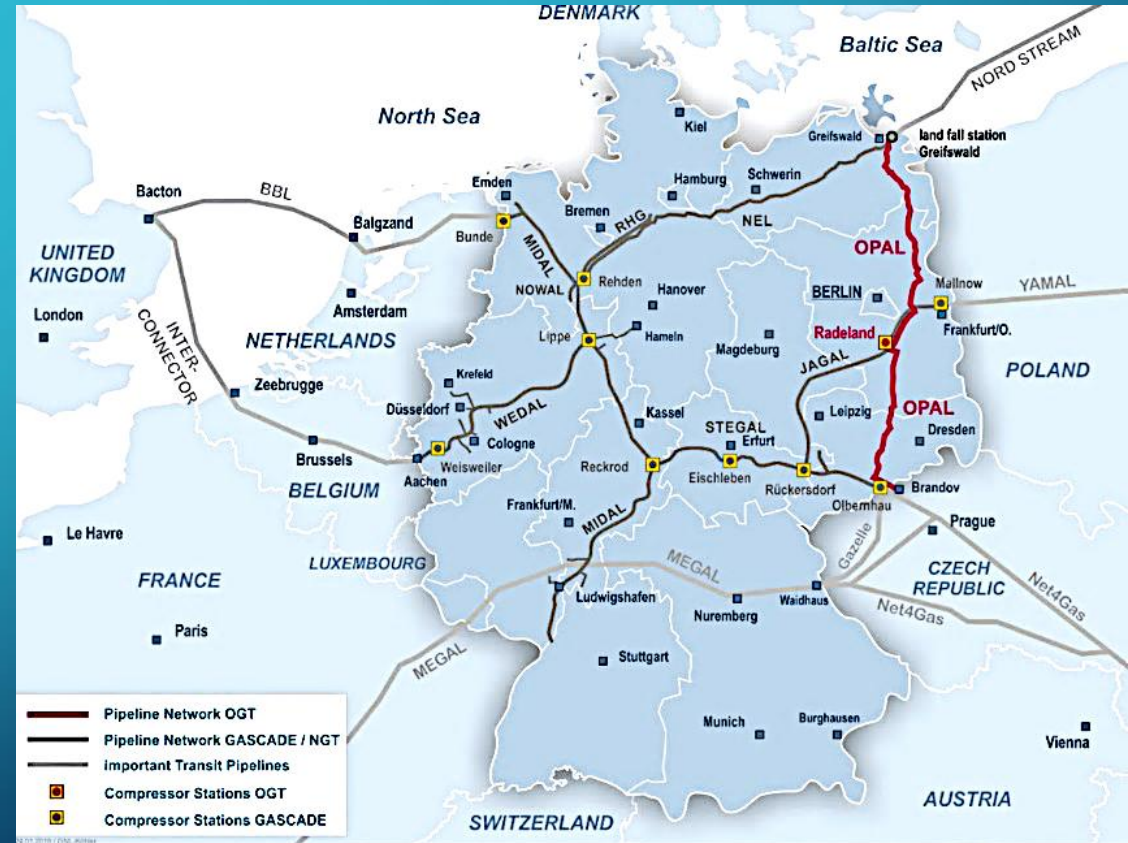 DENMARK
Baltic Sea
NORD STREAM
North Sea
Kiel
Greifswald
land fall station
Greifswald
Bacton
BBL
Balgzand
Emden
Hamburg
Schwerin
Bremen
RHG
NEL
Bunde
MIDAL
OPAL
UNITED
KINGDOM
NOWAL
Rehden
Hanover
BERLIN
Mallnow
YAMAL
London
INTER-
CONNECTOR
Amsterdam
NETHERLANDS
Lippe
Hameln
Magdeburg
Radeland
Frankfurt/O.
JAGAL
POLAND
Zeebrugge
Krefeld
Düsseldorf
WEDAL
Kassel
Leipzig
OPAL
Dresden
STEGAL
Erfurt
Brussels
Cologne
Aachen
Weisweiler
Reckrod
Eischleben
Rückersdorf
Olbernhau
Brandov
BELGIUM
Frankfurt/M.
MIDAL
Prague
Le Havre
LUXEMBOURG
Gazelle
CZECH
REPUBLIC
FRANCE
MEGAL
Ludwigshafen
Nuremberg
Waidhaus
Net4Gas
Net4Gas
Paris
MEGAL
Stuttgart
Munich
Burghausen
Vienna
Pipeline Network OGT
Pipeline Network GASCADE / NGT
Important Transit Pipelines
Compressor Stations OGT
Compressor Stations GASCADE
AUSTRIA
SWITZERLAND